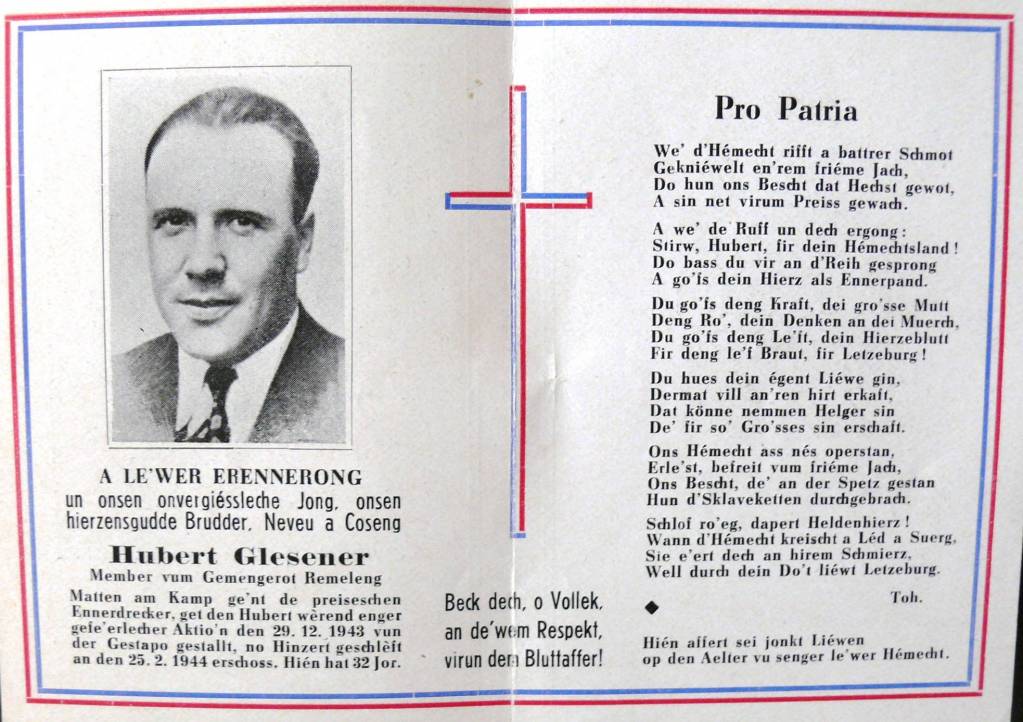 A LE'WER ERENNERONG
un onsen onvergiéssleche Jong, onsen
hierzensgudde Brudder, Neveu a Coseng
Hubert Glesener
Member vum Gemengerot Remeleng
Matten am Kamp ge'nt de preiseschen
Ennerdrecker, get den Hubert wèrend enger
gefe'erlecher Aktio'n den 29. 12. 1943 vun
der Gestapo gestallt, no Hinzert geschlèft
an den 25. 2. 1944 erschoss. Hién hat 32 Jor.
Beck dech, o Vollek,
an de'wem Respekt,
virun dem Bluttaffer!
Pro Patria
We' d'Hémecht rifft a battrer Schmot
Gekniéwelt en'rem friéme Jach,
Do hun ons Bescht dat Hechst gewot,
A sin net virum Preiss gewach.
A we' de Ruff un dech ergong:
Stirw, Hubert, fir dein Hémechtsland!
Do bass du vir an d'Reih gesprong
A go'fs dein Hierz als Ennerpand.
Du go'fs deng Kraft, dei gro'sse Mutt
Deng Ro', dein Denken an dei Muerch,
Du go'fs deng Le'ft, dein Hierzeblutt
Fir deng le'f Braut, fir Letzeburg!
Du hues dein égent Liéwe gin,
Dermat vill an'ren hirt erkaft,
Dat könne nemmen Helger sin
De' fir so' Gro'sses sin erschaft.
Ons Hémecht ass nés operstan,
Erle'st, befreit vum friéme Jach,
Ons Bescht, de' an der Spetz gestan
Hun d'Sklaveketten durchgebrach.
Schlof ro'eg, dapert Heldenhierz!
Wann d'Hémecht kreischt a Léd a Suerg,
Sie e'ert dech an hirem Schmierz,
Well durch dein Do't liéwt Letzeburg.
Toh.
Hién affert sei jonkt Liéwen
op den Aelter vu senger le'wer Hémecht.